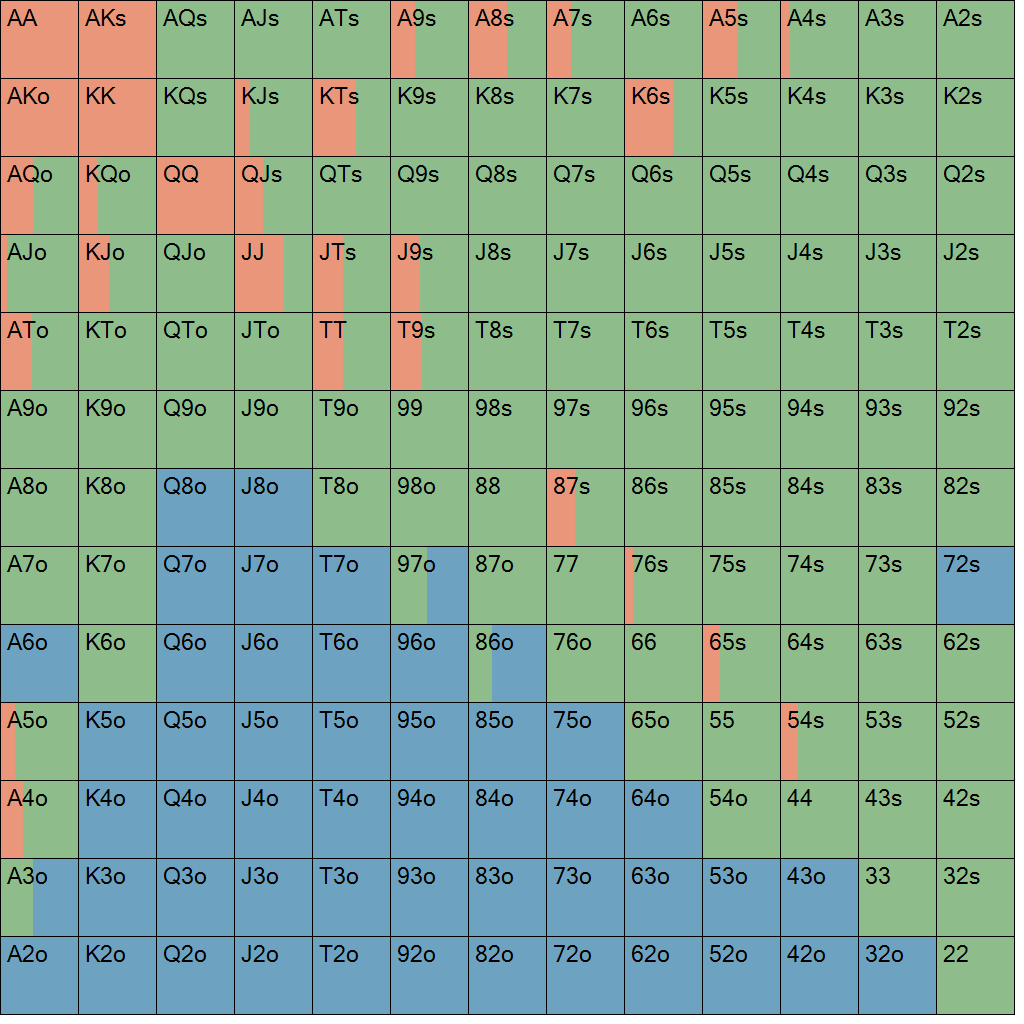 AA AKs AQs AJs ATs A9s A8s A7s A6s A5s A4s A3s A2s
AKo KK KQs KJs KTs K9s K8s K7s K6s K5s K4s K3s K2s
AQo KQo QQ QJs QTs Q9s Q8s Q7s Q6s Q5s Q4s Q3s Q2s
AJo KJo QJo JJ JTs J9s J8s J7s J6s J5s J4s J3s J2s
ATo KTo QTo JTo TT T9s T8s T7s T6s T5s T4s T3s T2s
A9o K9o Q9o J9o T9o 99 98s 97s 96s 95s 94s 93s 92s
A8o K8o Q8o J8o T8o 98o 88 87s 86s 85s 84s 83s 82s
A7o K7o Q7o J7o T7o 97o 87o 77 76s 75s 74s 73s 72s
A6o K6o Q6o J6o T6o 96o 86o 76o 66 65s 64s 63s 62s
A5o K5o Q5o J5o T5o 95o 85o 75o 65o 55 54s 53s 52s
A4o K4o Q4o J4o T4o 94o 84o 74o 64o 54o 44 43s 42s
A3o K3o Q3o J3o T3o 93o 83o 73o 63o 53o 43o 33 32s
A2o K2o Q2o J2o T2o 92o 82o 72o 62o 52o 42o 32o 22